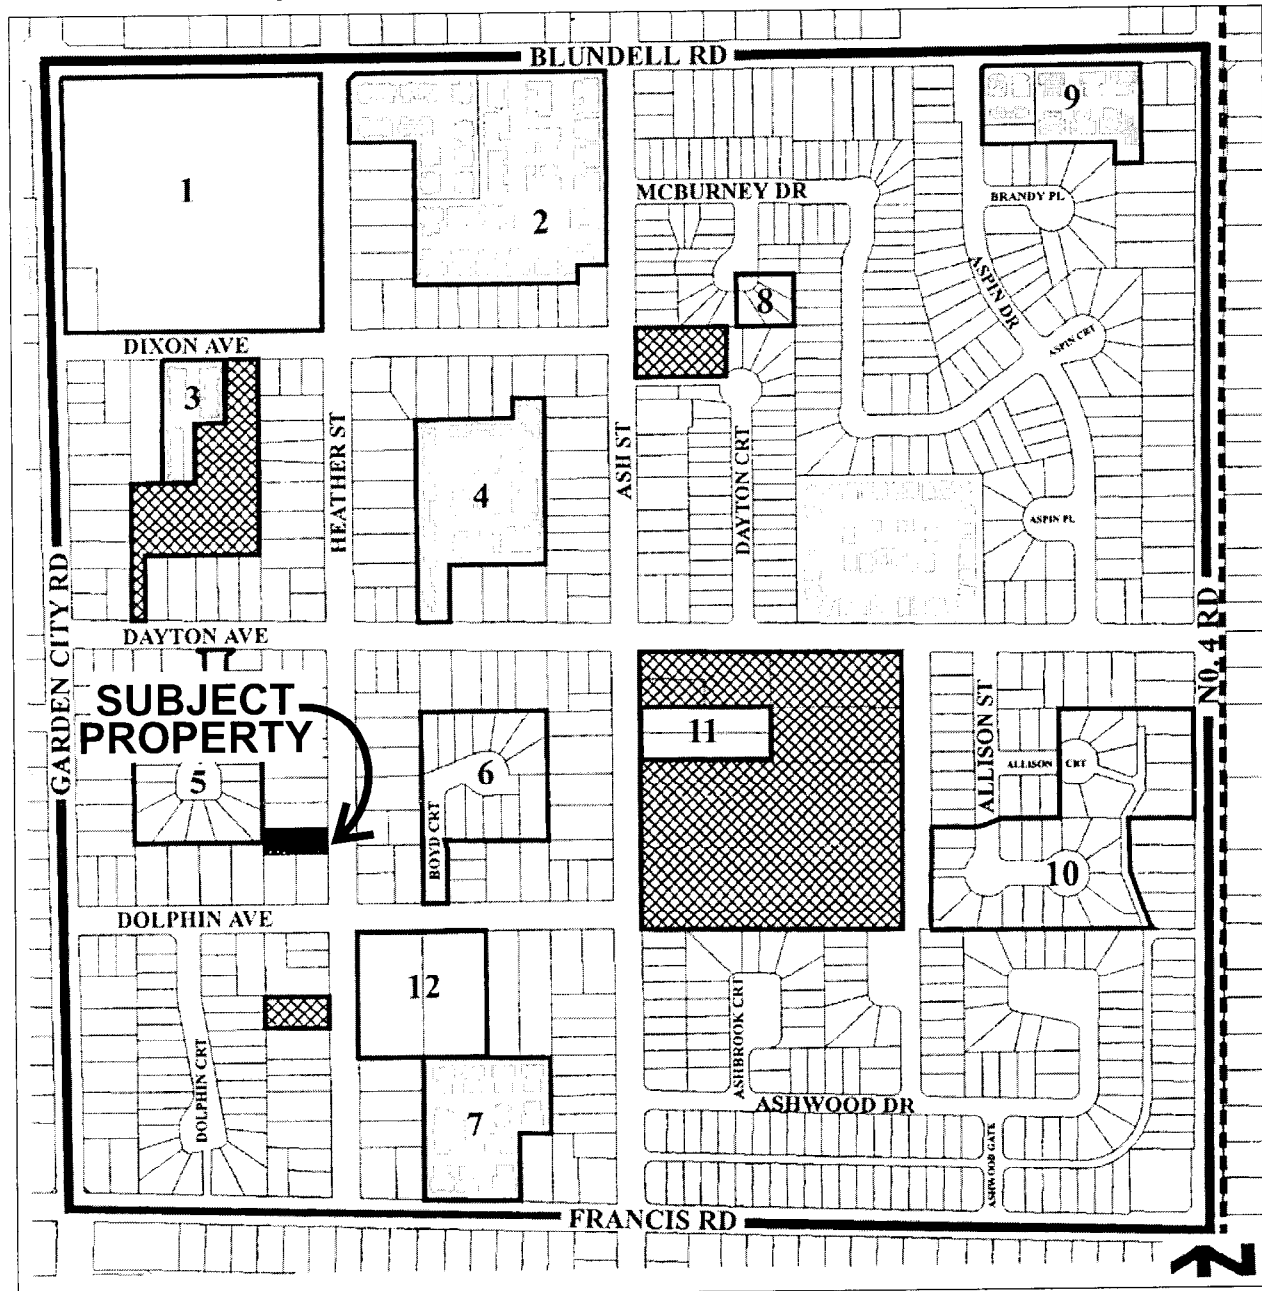 BLUNDELL RD
1
2
9
MCBURNEY DR
BRANDY PL
ASPIN DR
8
ASPIN CRT
DIXON AVE
3
HEATHER ST
4
ASH ST
DAYTON CRT
ASPIN PL
GARDEN CITY RD
DAYTON AVE
N0. 4 RD
SUBJECT
PROPERTY
5
6
BOYD CRT
11
ALLISON ST
ALLISON CRT
10
DOLPHIN AVE
12
DOLPHIN CRT
7
ASHBROOK CRT
ASHWOOD DR
ASHWOOD GATE
FRANCIS RD
N